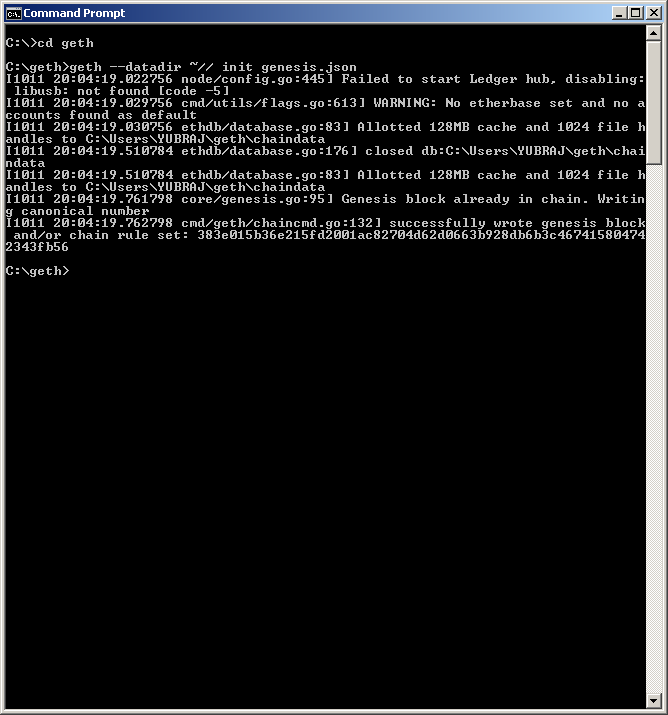 Command Prompt
C:\>cd geth
C:\geth>geth --datadir ~// init genesis.json
I1011 20:04:19.022756 node/config.go:445] Failed to start Ledger hub, disabling:
 libusb: not found [code -5]
I1011 20:04:19.029756 cmd/utils/flags.go:613] WARNING: No etherbase set and no a
ccounts found as default
I1011 20:04:19.030756 ethdb/database.go:83] Allotted 128MB cache and 1024 file h
andles to C:\Users\YUBRAJ\geth\chaindata
I1011 20:04:19.510784 ethdb/database.go:176] closed db:C:\Users\YUBRAJ\geth\chai
ndata
I1011 20:04:19.510784 ethdb/database.go:83] Allotted 128MB cache and 1024 file h
andles to C:\Users\YUBRAJ\geth\chaindata
I1011 20:04:19.761798 core/genesis.go:95] Genesis block already in chain. Writin
g canonical number
I1011 20:04:19.762798 cmd/geth/chaincmd.go:132] successfully wrote genesis block
 and/or chain rule set: 383e015b36e215fd2001ac82704d62d0663b928db6b3c46741580474
2343fb56
C:\geth>